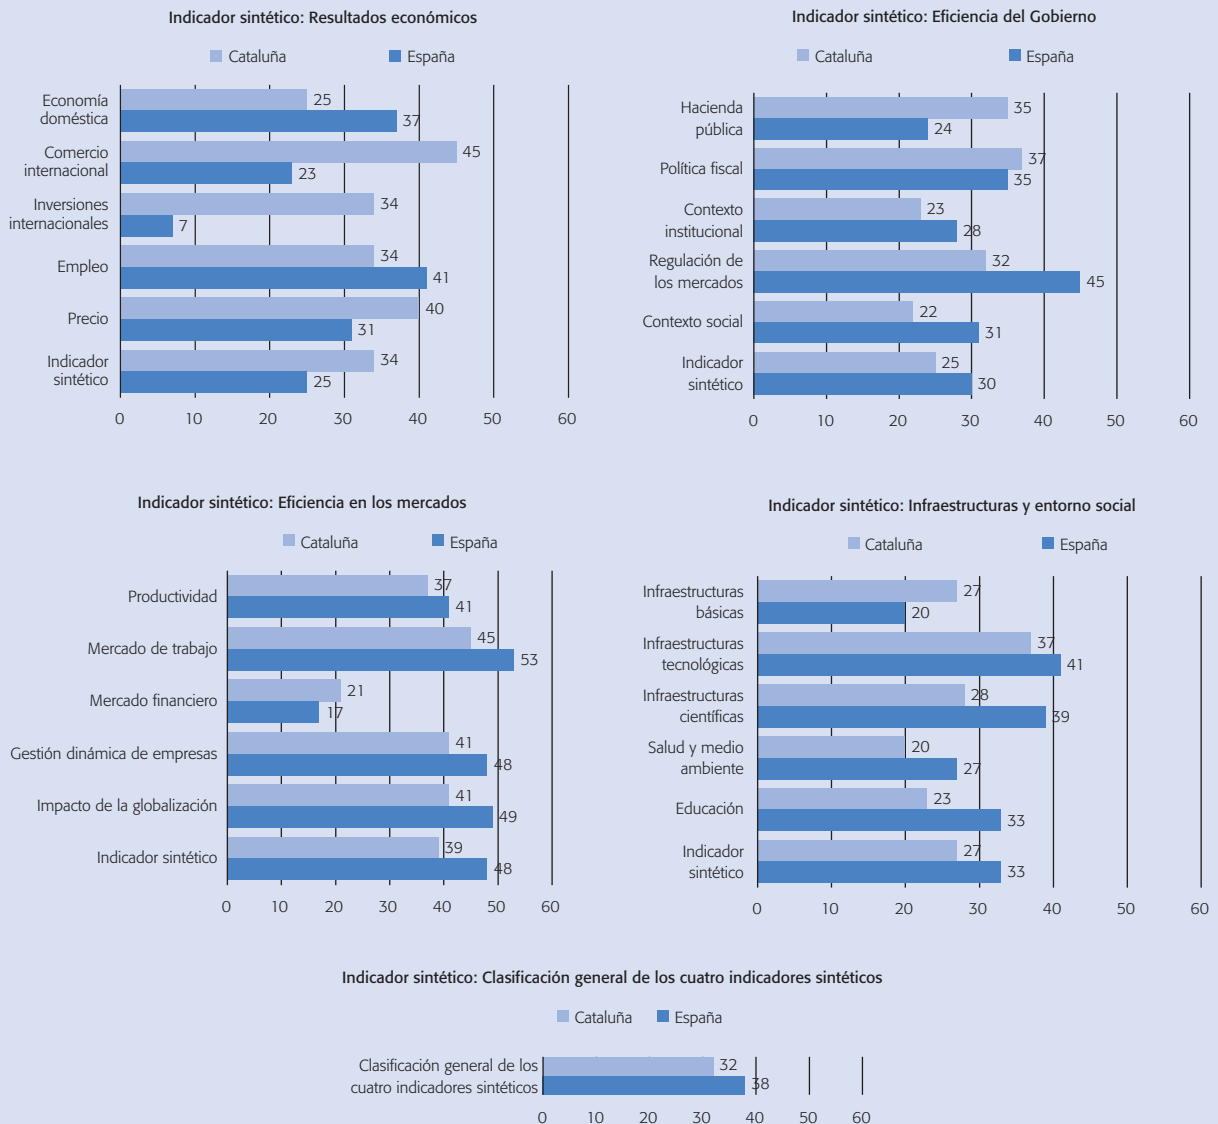 Indicador sintético: Resultados económicos
Cataluña España
Economía
doméstica
25
37
Comercio
internacional
45
23
Inversiones
internacionales
34
7
Empleo
34
41
Precio
40
31
Indicador
sintético
34
25
0 10 20 30 40 50 60
Indicador sintético: Eficiencia del Gobierno
Cataluña España
Hacienda
pública
35
24
Política fiscal
37
35
Contexto
institucional
23
28
Regulación de
los mercados
32
45
Contexto social
22
31
Indicador
sintético
25
30
0 10 20 30 40 50 60
Indicador sintético: Eficiencia en los mercados
Cataluña España
Productividad
37
41
Mercado de trabajo
45
53
Mercado financiero
21
17
Gestión dinámica de empresas
41
48
Impacto de la globalización
41
49
Indicador sintético
39
48
0 10 20 30 40 50 60
Indicador sintético: Infraestructuras y entorno social
Cataluña España
Infraestructuras
básicas
27
20
Infraestructuras
tecnológicas
37
41
Infraestructuras
científicas
28
39
Salud y medio
ambiente
20
27
Educación
23
33
Indicador
sintético
27
33
0 10 20 30 40 50 60
Indicador sintético: Clasificación general de los cuatro indicadores sintéticos
Cataluña España
Clasificación general de los
cuatro indicadores sintéticos
32
38
0 10 20 30 40 50 60